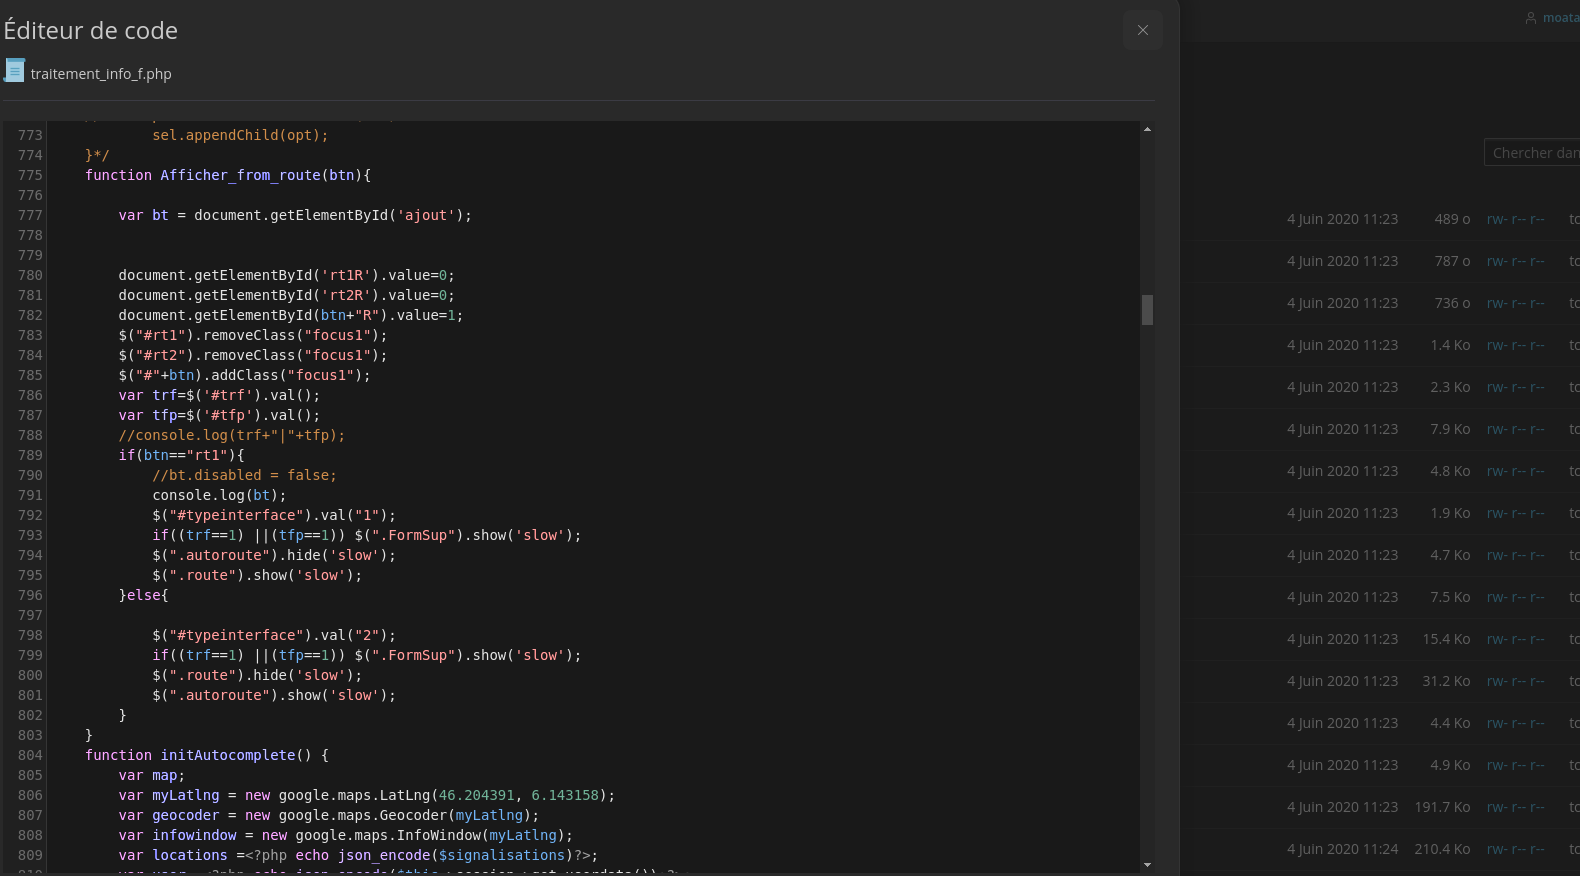 Éditeur de code
moata
traitement_info_f.php
Chercher dan
773 sel.appendChild(opt);
774 }*/
775 function Afficher_from_route(btn){
776
777 var bt = document.getElementById('ajout');
778
779
780 document.getElementById('rt1R').value=0;
781 document.getElementById('rt2R').value=0;
782 document.getElementById(btn+"R").value=1;
783 $("#rt1").removeClass("focus1");
784 $("#rt2").removeClass("focus1");
785 $("#"+btn).addClass("focus1");
786 var trf=$('#trf').val();
787 var tfp=$('#tfp').val();
788 //console.log(trf+"|"+tfp);
789 if(btn=="rt1"){
790 //bt.disabled = false;
791 console.log(bt);
792 $("#typeinterface").val("1");
793 if((trf==1) ||(tfp==1)) $(".FormSup").show('slow');
794 $(".autoroute").hide('slow');
795 $(".route").show('slow');
796 }else{
797
798 $("#typeinterface").val("2");
799 if((trf==1) ||(tfp==1)) $(".FormSup").show('slow');
800 $(".route").hide('slow');
801 $(".autoroute").show('slow');
802 }
803 }
804 function initAutocomplete() {
805 var map;
806 var myLatlng = new google.maps.LatLng(46.204391, 6.143158);
807 var geocoder = new google.maps.Geocoder(myLatlng);
808 var infowindow = new google.maps.InfoWindow(myLatlng);
809 var locations =<?php echo json_encode($signalisations)?>;
4 Juin 2020 11:23 489 o rw- r-- r-- to
4 Juin 2020 11:23 787 o rw- r-- r-- to
4 Juin 2020 11:23 736 o rw- r-- r-- to
4 Juin 2020 11:23 1.4 Ko rw- r-- r-- to
4 Juin 2020 11:23 2.3 Ko rw- r-- r-- to
4 Juin 2020 11:23 7.9 Ko rw- r-- r-- to
4 Juin 2020 11:23 4.8 Ko rw- r-- r-- to
4 Juin 2020 11:23 1.9 Ko rw- r-- r-- to
4 Juin 2020 11:23 4.7 Ko rw- r-- r-- to
4 Juin 2020 11:23 7.5 Ko rw- r-- r-- to
4 Juin 2020 11:23 15.4 Ko rw- r-- r-- to
4 Juin 2020 11:23 31.2 Ko rw- r-- r-- to
4 Juin 2020 11:23 4.4 Ko rw- r-- r-- to
4 Juin 2020 11:23 4.9 Ko rw- r-- r-- to
4 Juin 2020 11:23 191.7 Ko rw- r-- r-- to
4 Juin 2020 11:24 210.4 Ko rw- r-- r-- to